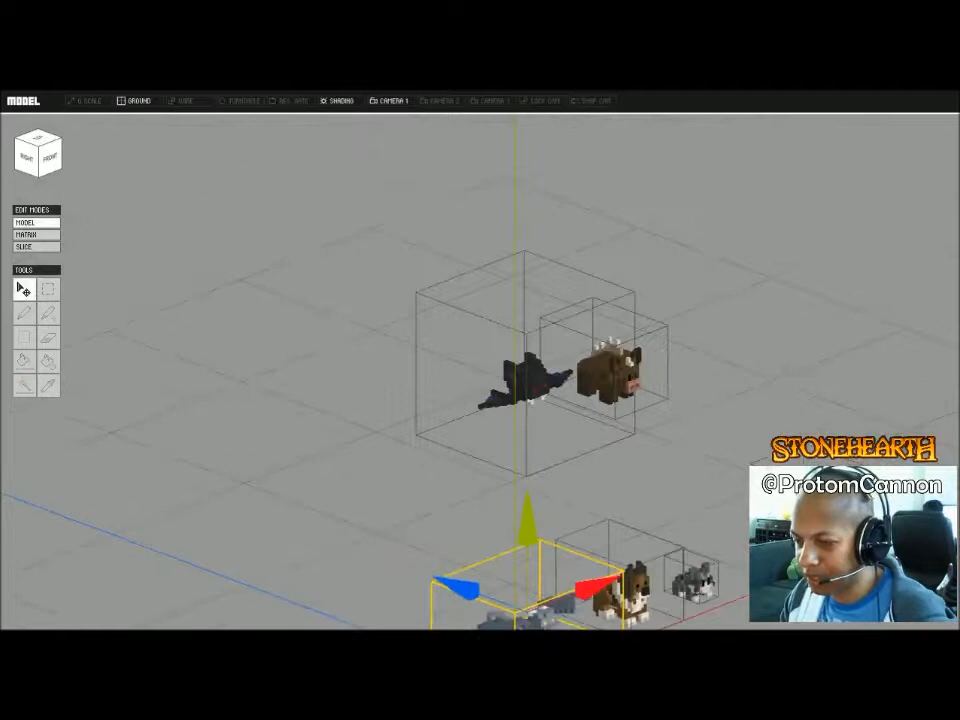 MODEL GROUND SHADING CAMERA 1
RIGHT FRONT
EDIT MODES
MODEL
MATRIX
SLICE
TOOLS
STONEHEARTH
@ProtomCannon